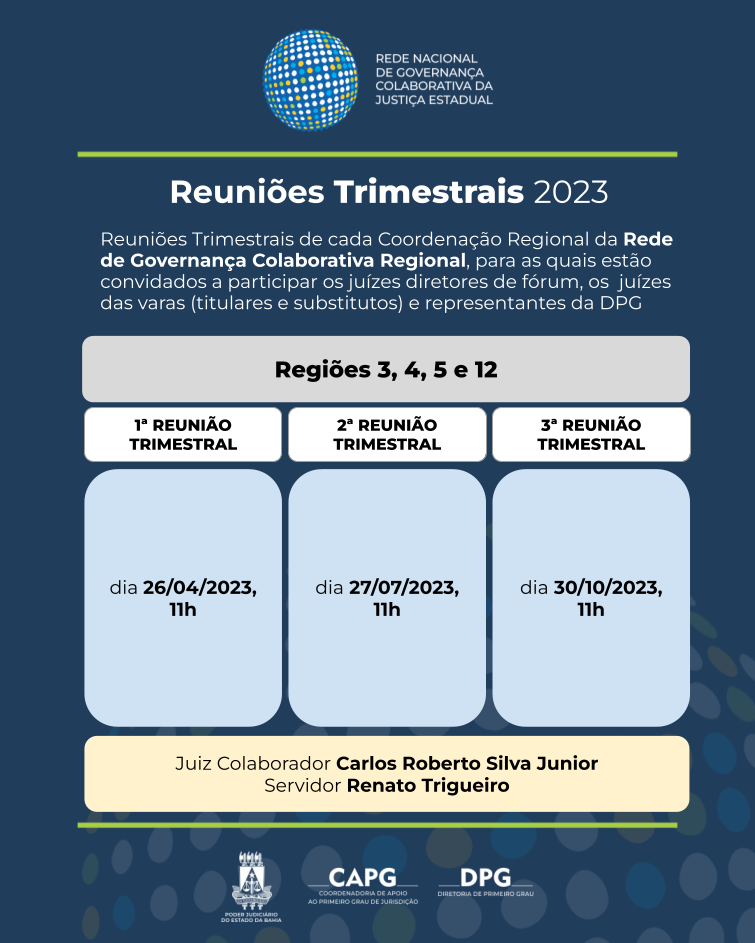 REDE NACIONAL
DE GOVERNANÇA
COLABORATIVA DA
JUSTIÇA ESTADUAL
Reuniões Trimestrais 2023
Reuniões Trimestrais de cada Coordenação Regional da Rede
de Governança Colaborativa Regional, para as quais estão
convidados a participar os juízes diretores de fórum, os juízes
das varas (titulares e substitutos) e representantes da DPG
Regiões 3, 4, 5 e 12
1ª REUNIÃO
TRIMESTRAL
2ª REUNIÃO
TRIMESTRAL
3ª REUNIÃO
TRIMESTRAL
dia 26/04/2023,
11h
dia 27/07/2023,
11h
dia 30/10/2023,
11h
Juiz Colaborador Carlos Roberto Silva Junior
Servidor Renato Trigueiro
PODER JUDICIÁRIO
DO ESTADO DA BAHIA
CAPG
COORDENADORIA DE APOIO
AO PRIMEIRO GRAU DE JURISDIÇÃO
DPG
DIRETORIA DE PRIMEIRO GRAU